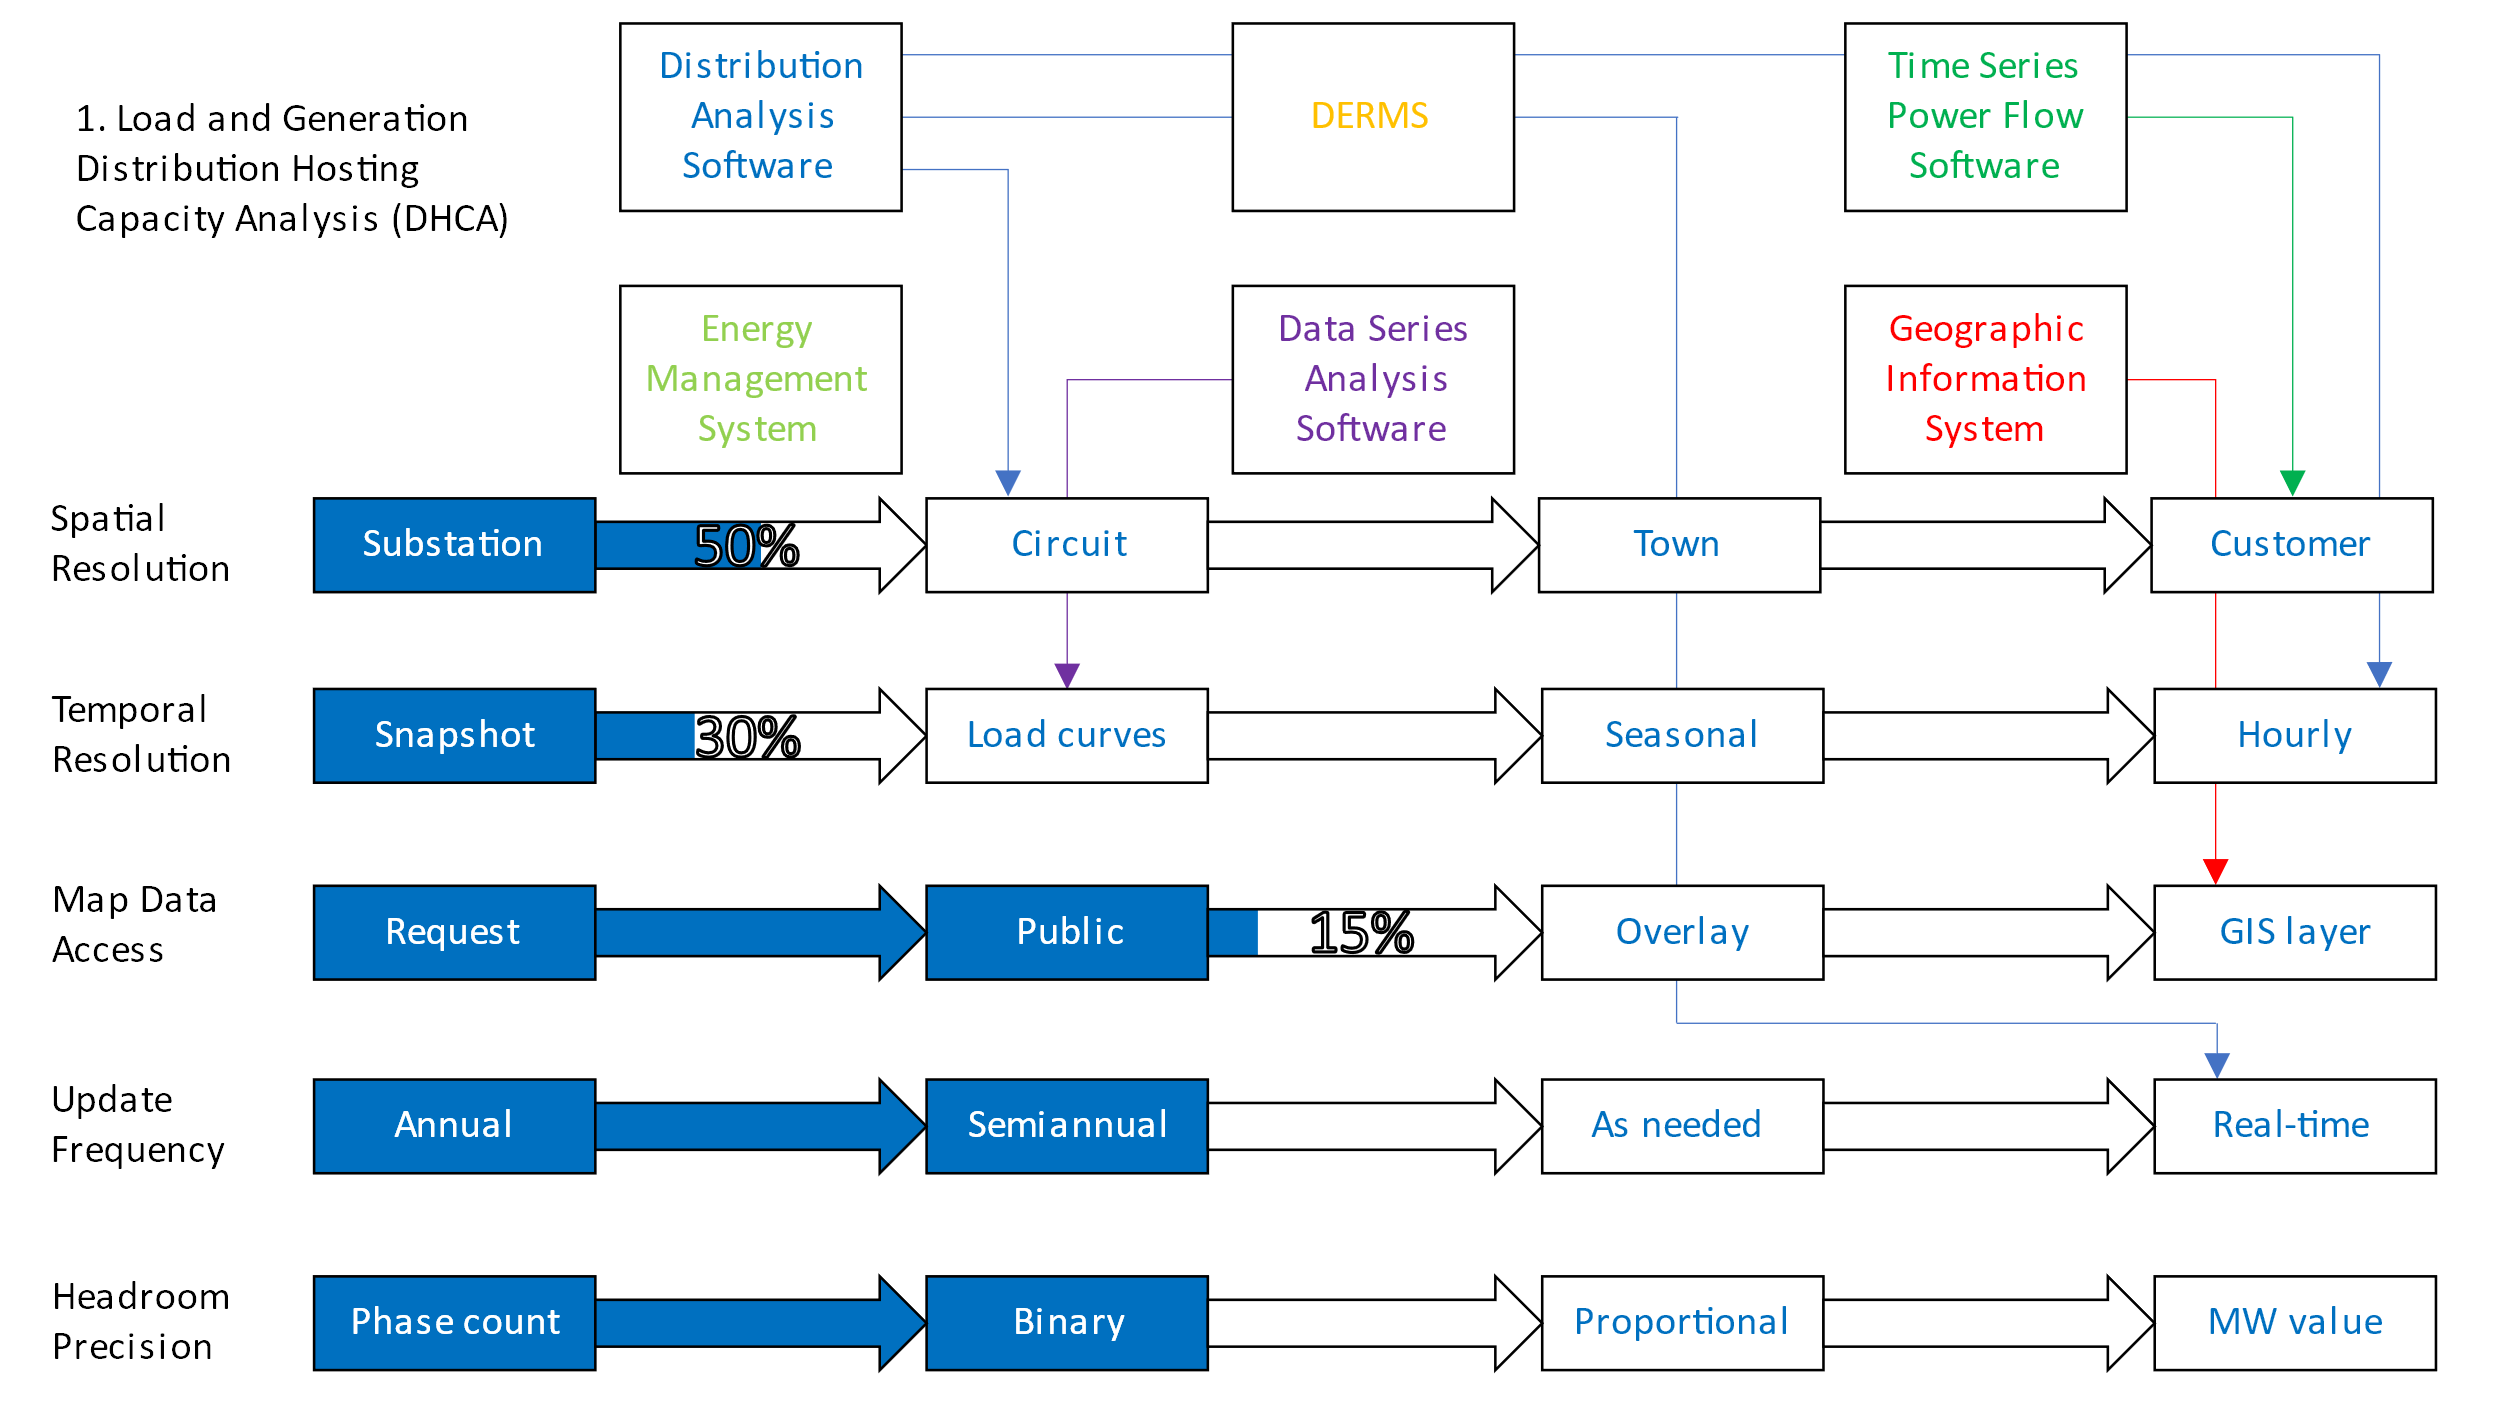 1. Load and Generation
Distribution Hosting
Capacity Analysis (DHCA)
Distribution
Analysis
Software
DERMS
Time Series
Power Flow
Software
Energy
Management
System
Data Series
Analysis
Software
Geographic
Information
System
Spatial
Resolution
Substation
50%
Circuit
Town
Customer
Temporal
Resolution
Snapshot
30%
Load curves
Seasonal
Hourly
Map Data
Access
Request
Public
15%
Overlay
GIS layer
Update
Frequency
Annual
Semiannual
As needed
Real-time
Headroom
Precision
Phase count
Binary
Proportional
MW value